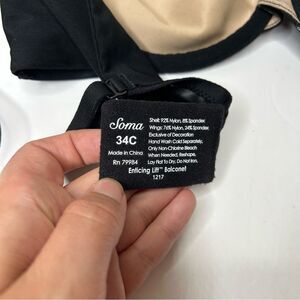 Soma
34C
Made in China
Rn 79984
Shell: 92% Nylon, 8% Spandex.
Wings: 76% Nylon, 24% Spandex.
Exclusive of Decoration
Hand Wash Cold Separately,
Only Non-Chlorine Bleach
When Needed, Reshape,
Lay Flat To Dry. Do Not Iron.
Enticing Lift™ Balconet
1217